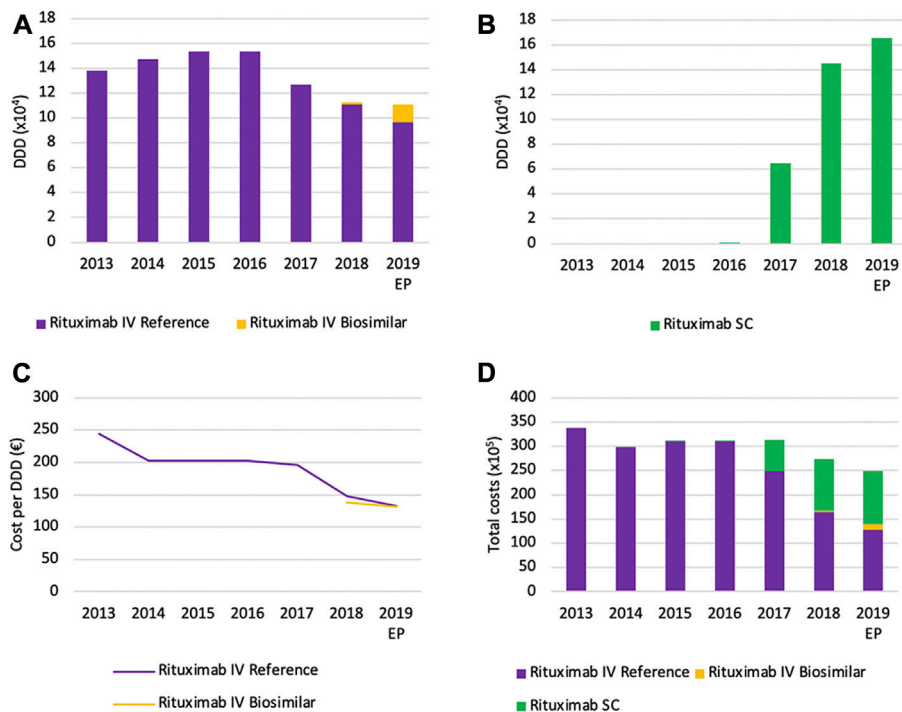 A
DDD (x10⁴)
18
16
14
12
10
8
6
4
2
0
2013 2014 2015 2016 2017 2018 2019
EP
Rituximab IV Reference Rituximab IV Biosimilar
B
DDD (x10⁴)
18
16
14
12
10
8
6
4
2
0
2013 2014 2015 2016 2017 2018 2019
EP
Rituximab SC
C
Cost per DDD (€)
300
250
200
150
100
50
0
2013 2014 2015 2016 2017 2018 2019
EP
Rituximab IV Reference
Rituximab IV Biosimilar
D
Total costs (x10⁵)
400
350
300
250
200
150
100
50
0
2013 2014 2015 2016 2017 2018 2019
EP
Rituximab IV Reference Rituximab IV Biosimilar
Rituximab SC